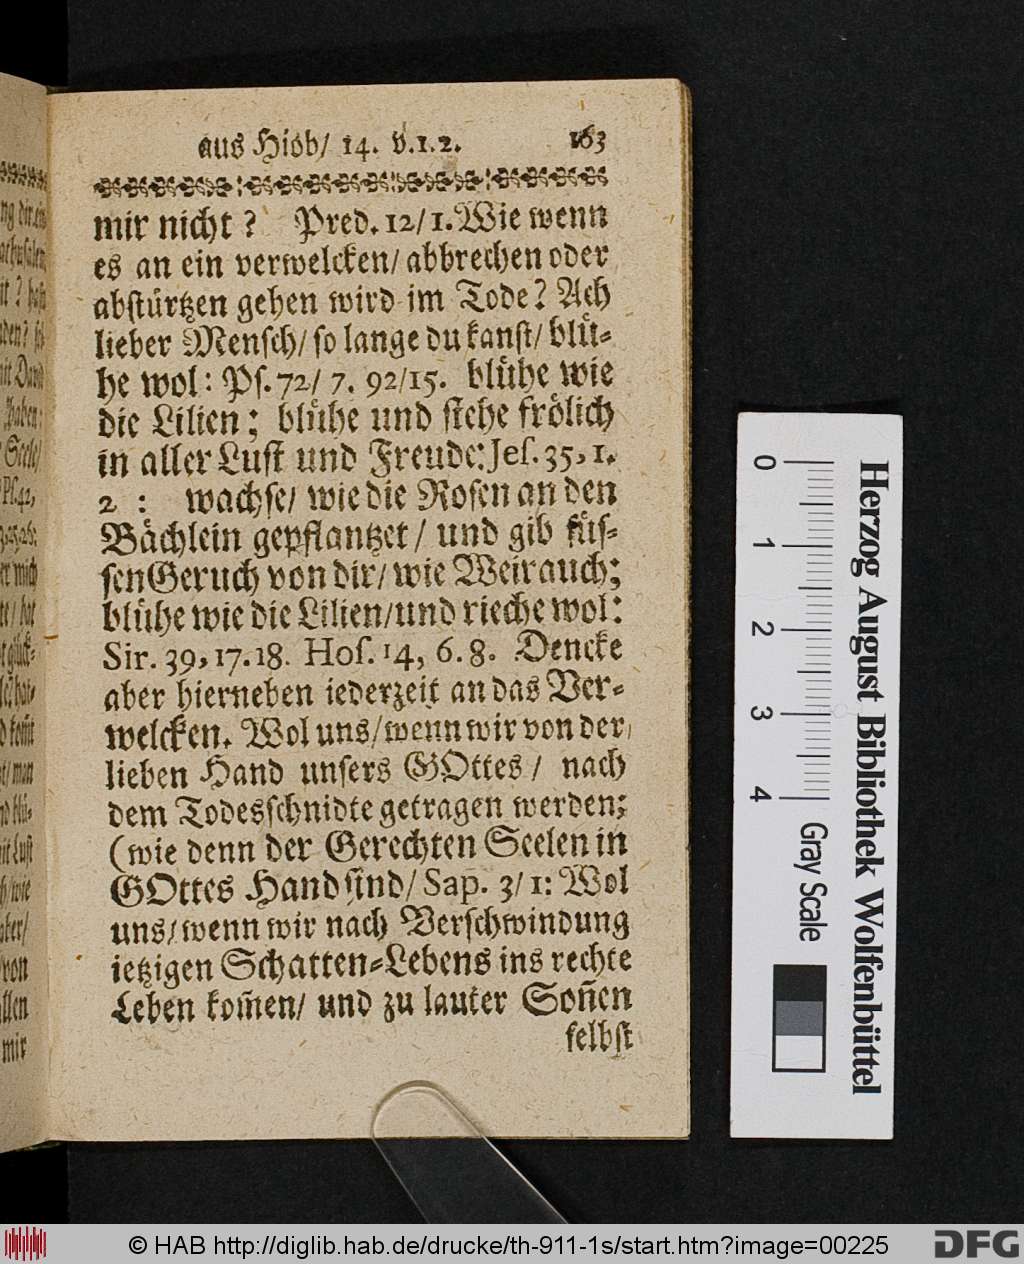 aus Hiob/ 14. v.1.2. 163
mir nicht ? Pred. 12/1. Wie wenn
es an ein verwelcken/ abbrechen oder
abstürtzen gehen wird im Tode? Ach
lieber Mensch/ so lange du kanst/ blü-
he wol: Ps. 72/ 7. 92/15. blühe wie
die Lilien; blühe und stehe frölich
in aller Lust und Freude: Jes. 35, 1.
2 : wachse/ wie die Rosen an den
Bächlein gepflantzet / und gib süs-
sen Geruch von dir/ wie Weirauch;
blühe wie die Lilien/und rieche wol:
Sir. 39, 17.18. Hos. 14, 6. 8. Dencke
aber hierneben iederzeit an das Ver-
welcken. Wol uns/wenn wir von der
lieben Hand unsers GOttes / nach
dem Todesschnidte getragen werden;
(wie denn der Gerechten Seelen in
GOttes Hand sind/ Sap. 3/ 1: Wol
uns/wenn wir nach Verschwindung
ietzigen Schatten-Lebens ins rechte
Leben kom̃en/ und zu lauter Son̄en
selbst
0 1 2 3 4
Gray Scale
Herzog August Bibliothek Wolfenbüttel
© HAB http://diglib.hab.de/drucke/th-911-1s/start.htm?image=00225
DFG